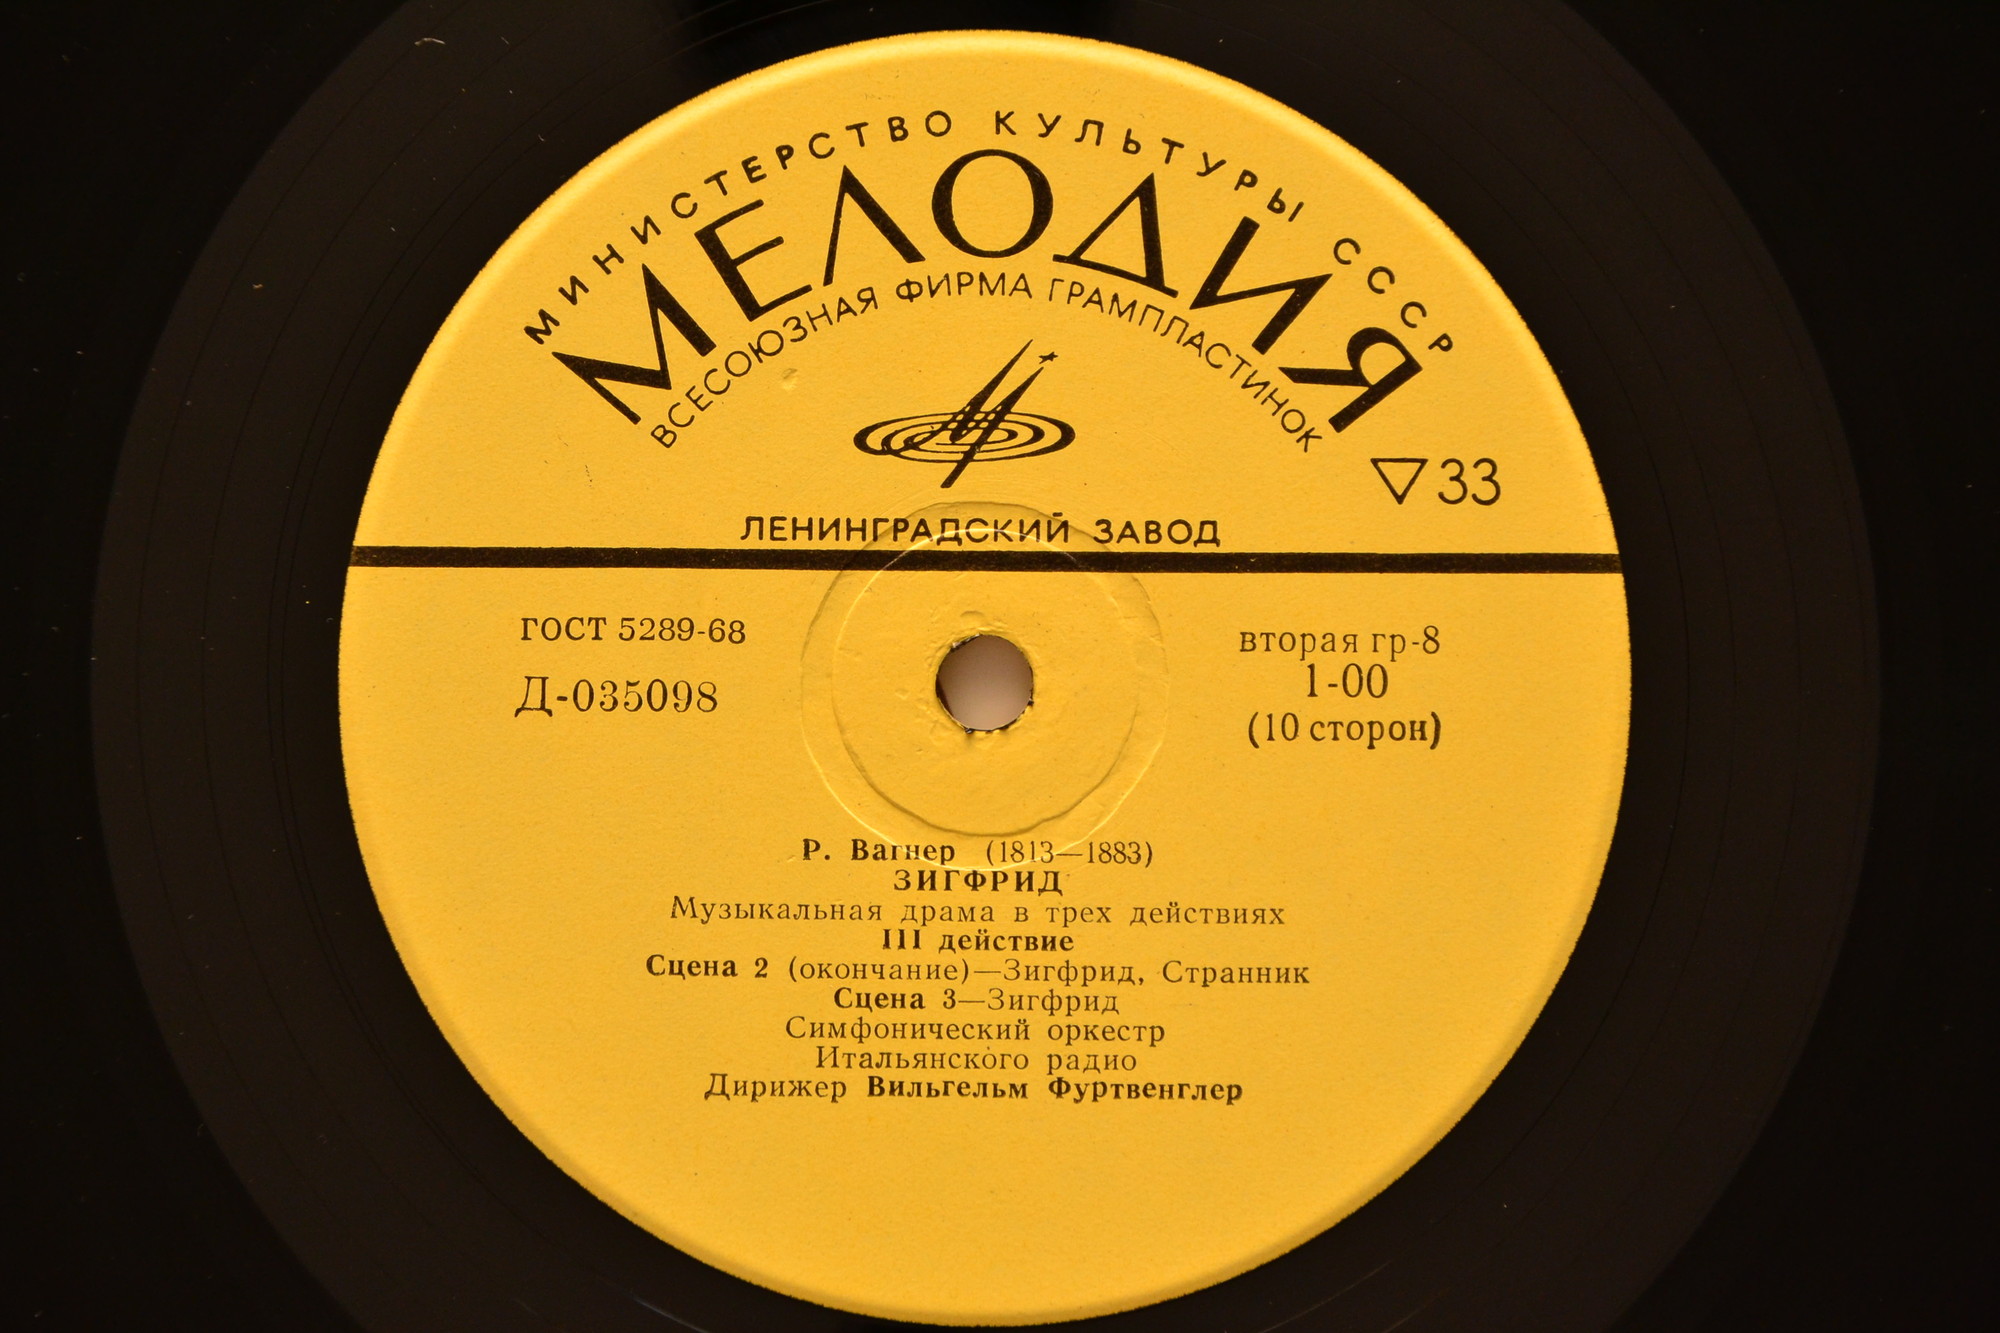 МИНИСТЕРСТВО КУЛЬТУРЫ СССР
МЕЛОДИЯ
ВСЕСОЮЗНАЯ ФИРМА ГРАМПЛАСТИНОК
33
ЛЕНИНГРАДСКИЙ ЗАВОД
ГОСТ 5289-68
Д-035098
вторая гр-8
1-00
(10 сторон)
Р. Вагнер (1813—1883)
ЗИГФРИД
Музыкальная драма в трех действиях
III действие
Сцена 2 (окончание)—Зигфрид, Странник
Сцена 3—Зигфрид
Симфонический оркестр
Итальянского радио
Дирижер Вильгельм Фуртвенглер